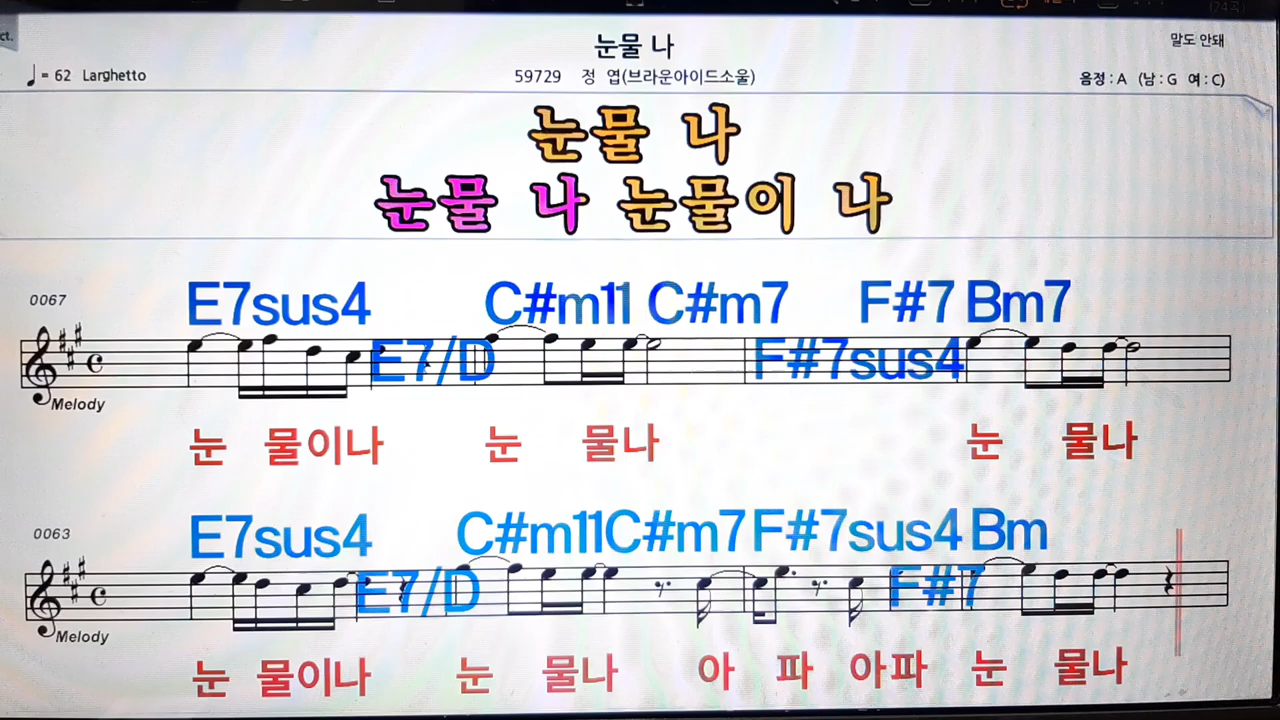 ct.
눈물 나
말도 안돼
♩= 62 Larghetto
59729 정 엽(브라운아이드소울)
음정 : A (남 : G 여 : C)
눈물 나
눈물 나 눈물이 나
0067
E7sus4 C#m11 C#m7 F#7 Bm7
E7/D F#7sus4
Melody
눈 물이나 눈 물나 눈 물나
0063
E7sus4 C#m11C#m7F#7sus4 Bm
E7/D F#7
Melody
눈 물이나 눈 물나 아 파 아파 눈 물나